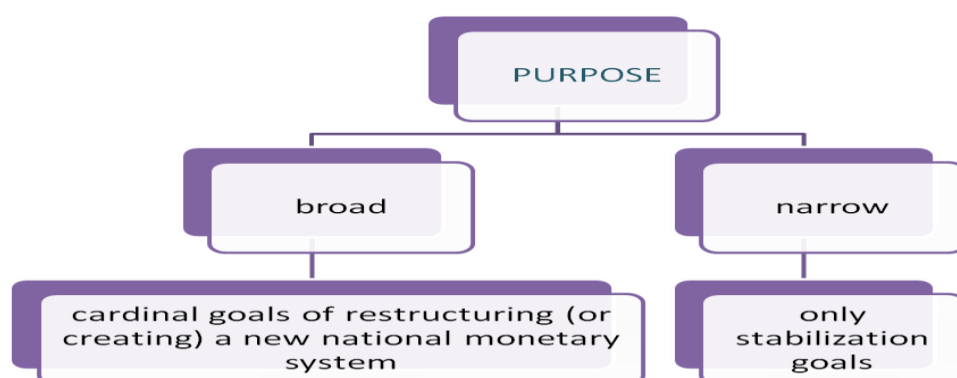 PURPOSE
broad
narrow
cardinal goals of restructuring (or
creating) a new national monetary
system
only
stabilization
goals